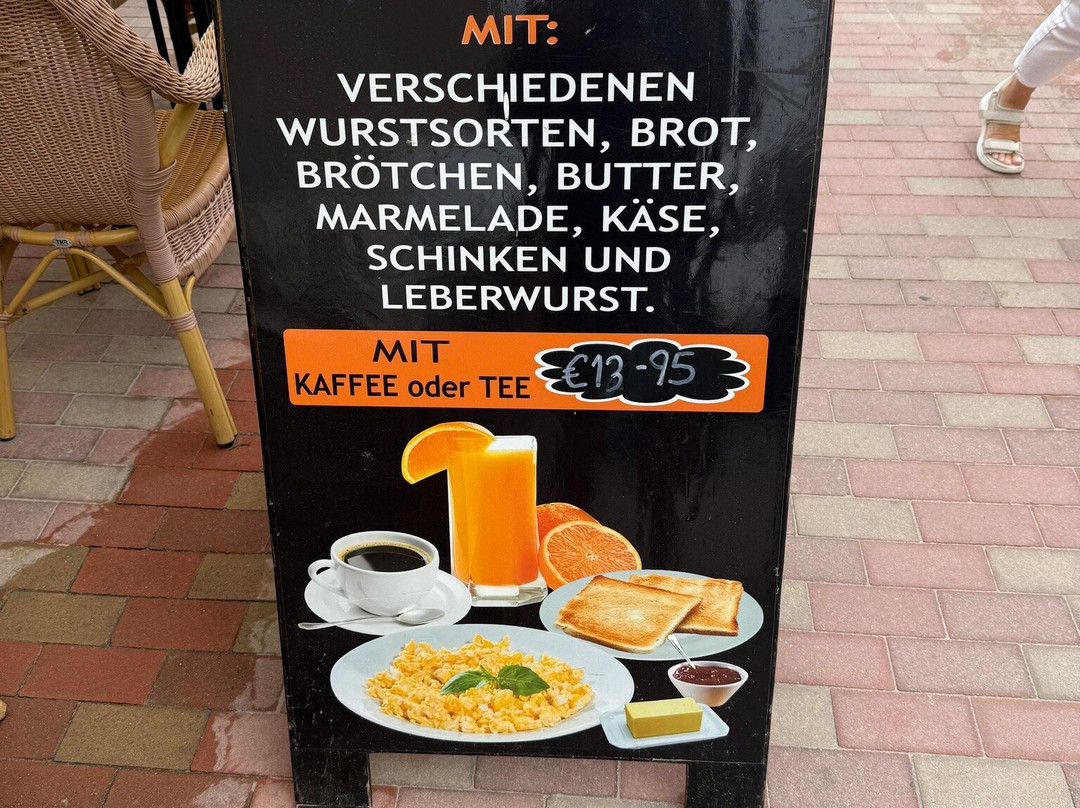 MIT:
VERSCHIEDENEN
WURSTSORTEN, BROT,
BRÖTCHEN, BUTTER,
MARMELADE, KÄSE,
SCHINKEN UND
LEBERWURST.
MIT
KAFFEE oder TEE
€13-95